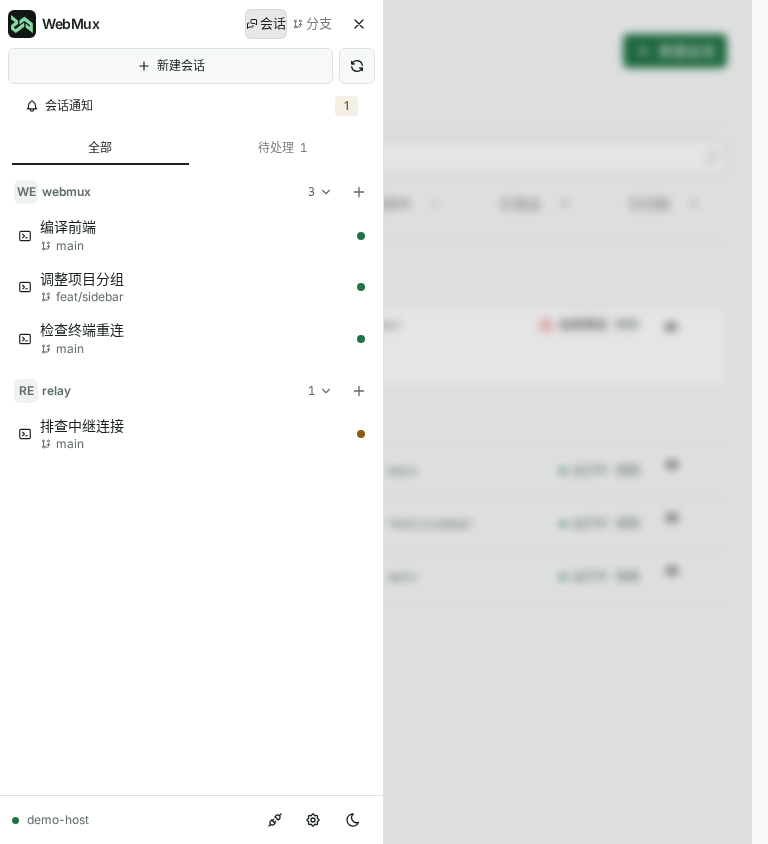 WebMux
会话 分支
新建会话
会话通知 1
全部 待处理 1
WE webmux 3
编译前端
main
调整项目分组
feat/sidebar
检查终端重连
main
RE relay 1
排查中继连接
main
demo-host